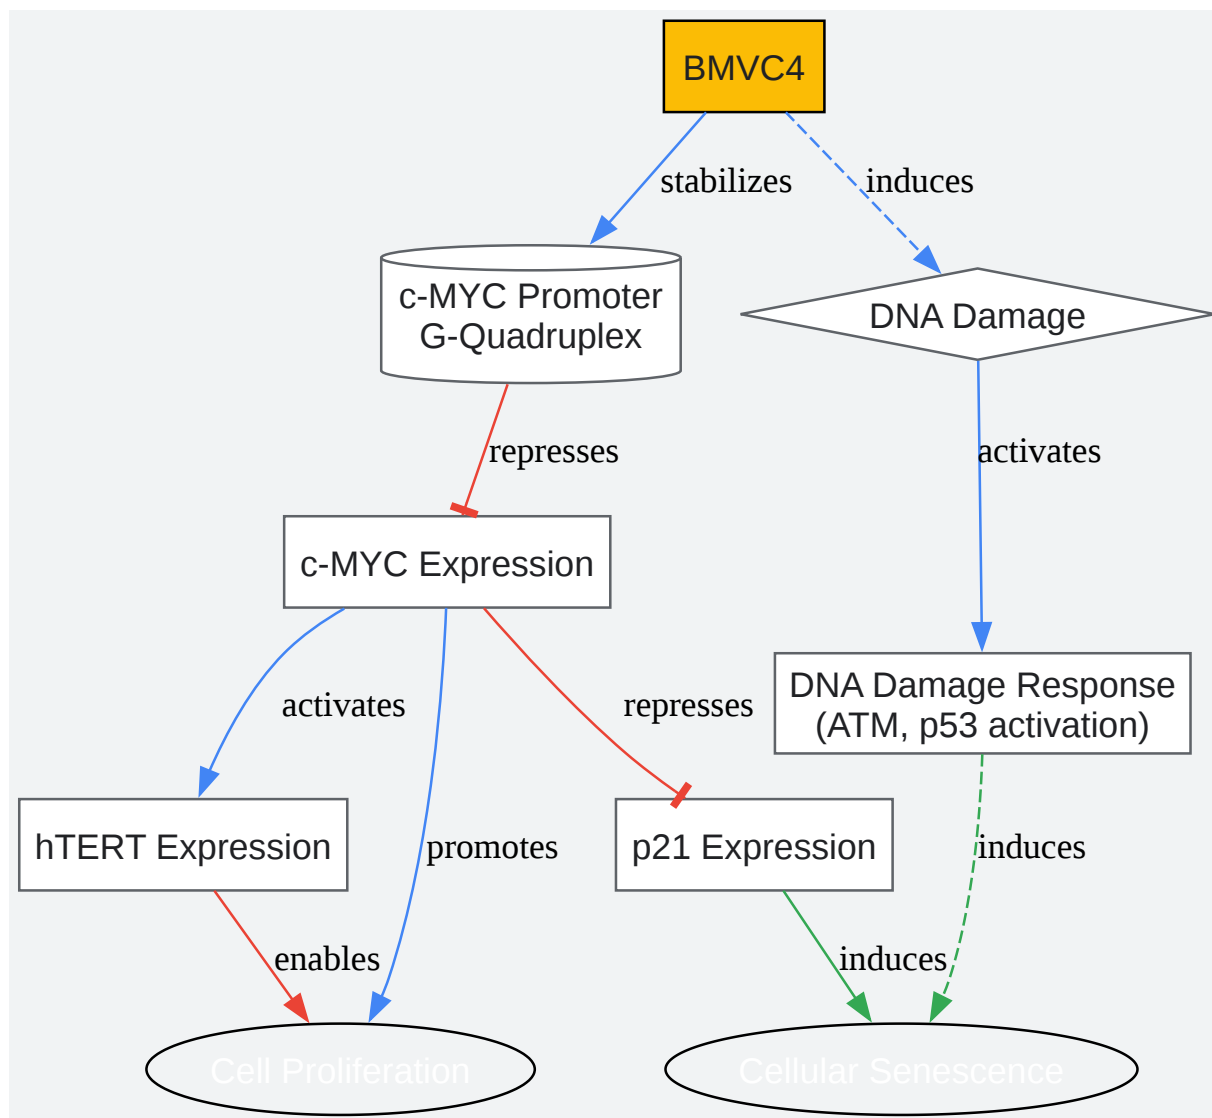 BMVC4
stabilizes
induces
c-MYC Promoter
G-Quadruplex
DNA Damage
represses
activates
c-MYC Expression
DNA Damage Response
(ATM, p53 activation)
activates
represses
hTERT Expression
promotes
p21 Expression
induces
enables
induces
Cell Proliferation
Cellular Senescence